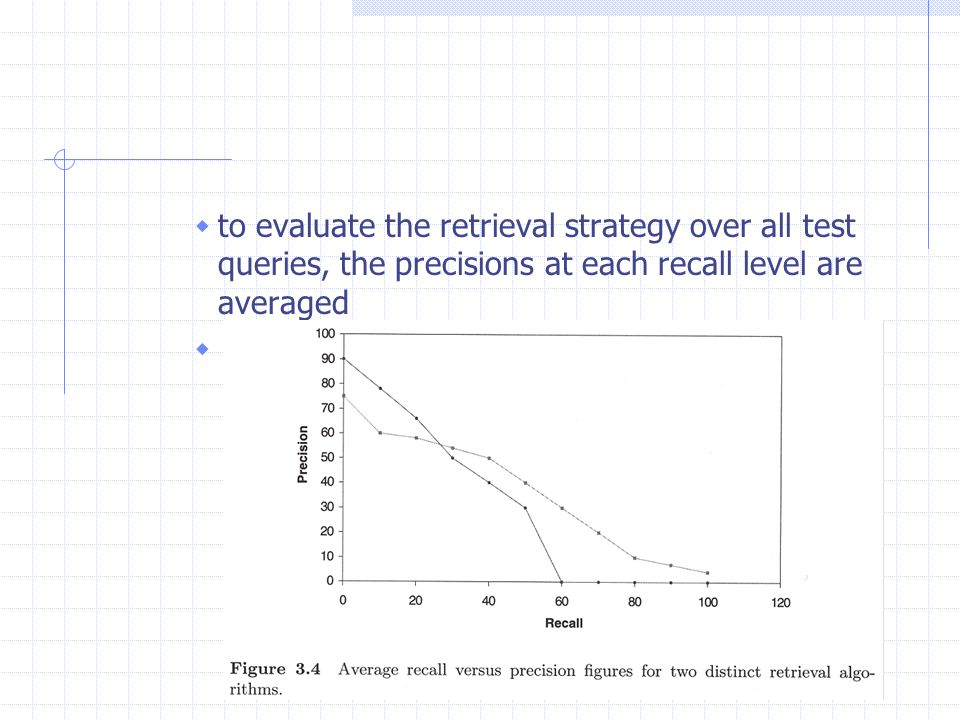 to evaluate the retrieval strategy over all test
queries, the precisions at each recall level are
averaged
100
90
80
70
60
50
40
30
20
10
0
Precision
0 20 40 60 80 100 120
Recall
Figure 3.4 Average recall versus precision figures for two distinct retrieval algo-
rithms.